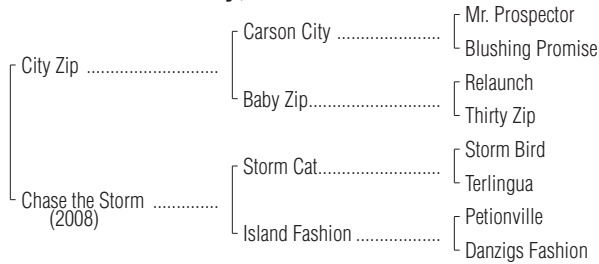 Mr. Prospector
Carson City ....................
Blushing Promise
City Zip ..........................
Relaunch
Baby Zip..........................
Thirty Zip
Storm Bird
Storm Cat........................
Terlingua
Chase the Storm .............
(2008)
Petionville
Island Fashion ................
Danzigs Fashion